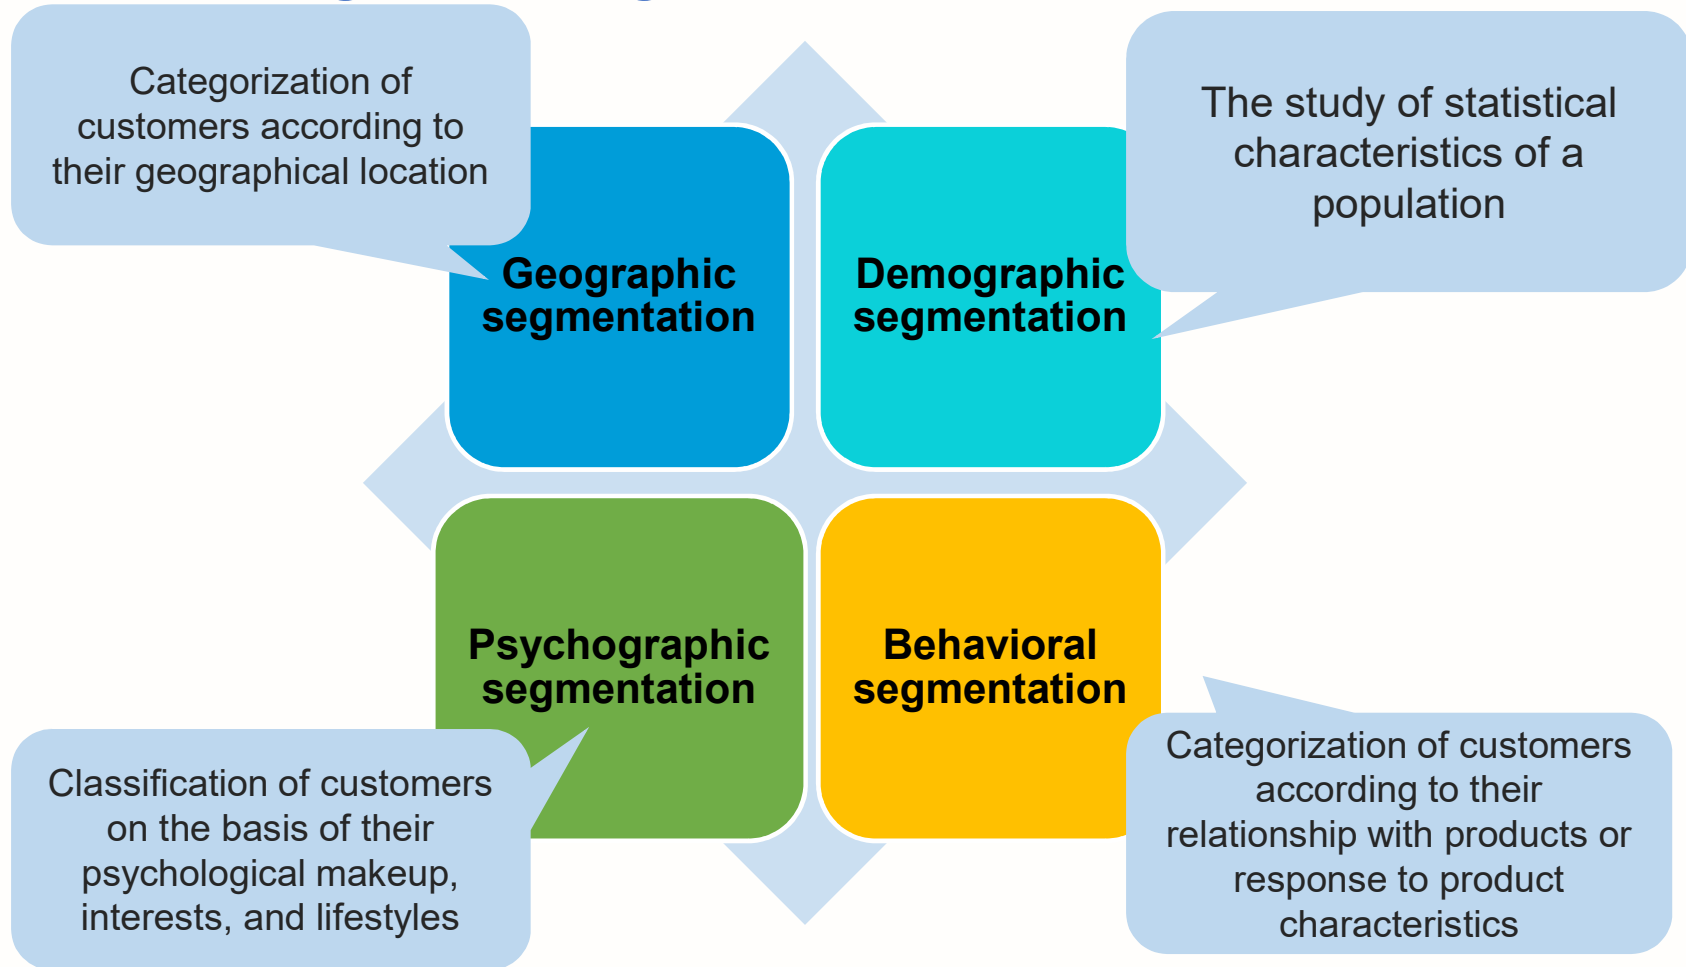 Categorization of
customers according to
their geographical location
The study of statistical
characteristics of a
population
Geographic
segmentation
Demographic
segmentation
Psychographic
segmentation
Behavioral
segmentation
Classification of customers
on the basis of their
psychological makeup,
interests, and lifestyles
Categorization of customers
according to their
relationship with products or
response to product
characteristics